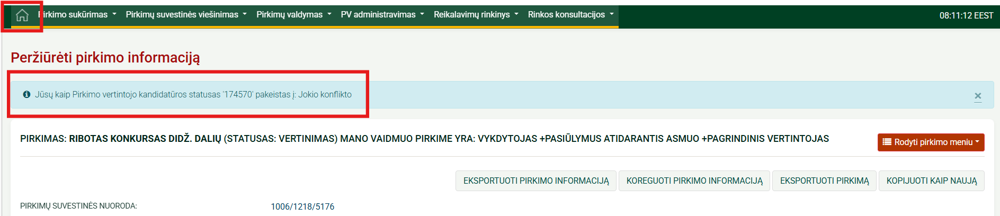 Pirkimo sukūrimas Pirkimų suvestinės viešinimas Pirkimų valdymas PV administravimas Reikalavimų rinkinys Rinkos konsultacijos 08:11:12 EEST
Peržiūrėti pirkimo informaciją
Jūsų kaip Pirkimo vertintojo kandidatūros statusas '174570' pakeistas į: Jokio konflikto ×
PIRKIMAS: RIBOTAS KONKURSAS DIDŽ. DALIŲ (STATUSAS: VERTINIMAS) MANO VAIDMUO PIRKIME YRA: VYKDYTOJAS +PASIŪLYMUS ATIDARANTIS ASMUO +PAGRINDINIS VERTINTOJAS
Rodyti pirkimo meniu
EKSPORTUOTI PIRKIMO INFORMACIJĄ KOREGUOTI PIRKIMO INFORMACIJĄ EKSPORTUOTI PIRKIMĄ KOPIJUOTI KAIP NAUJĄ
PIRKIMŲ SUVESTINĖS NUORODA: 1006/1218/5176